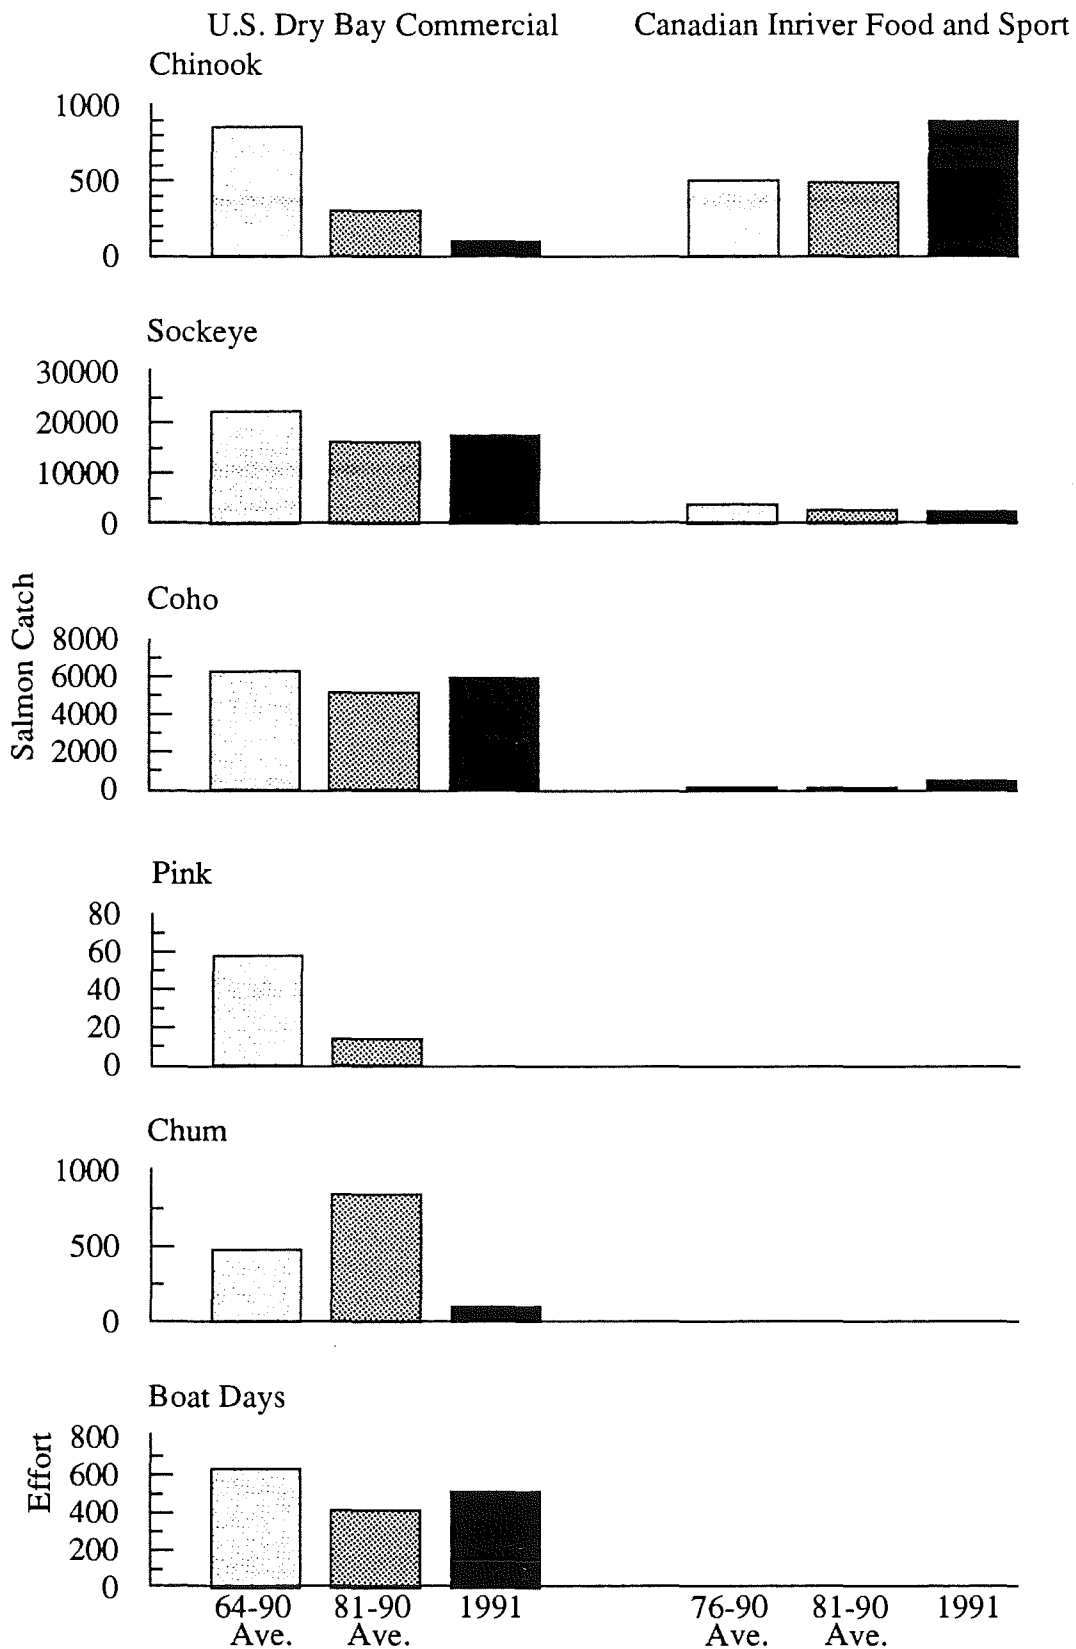 U.S. Dry Bay Commercial Canadian Inriver Food and Sport
Chinook
1000
500
0
Sockeye
30000
20000
10000
0
Salmon Catch
Coho
8000
6000
4000
2000
0
Pink
80
60
40
20
0
Chum
1000
500
0
Boat Days
Effort
800
600
400
200
0
64-90 81-90 1991 76-90 81-90 1991
Ave. Ave. Ave. Ave.